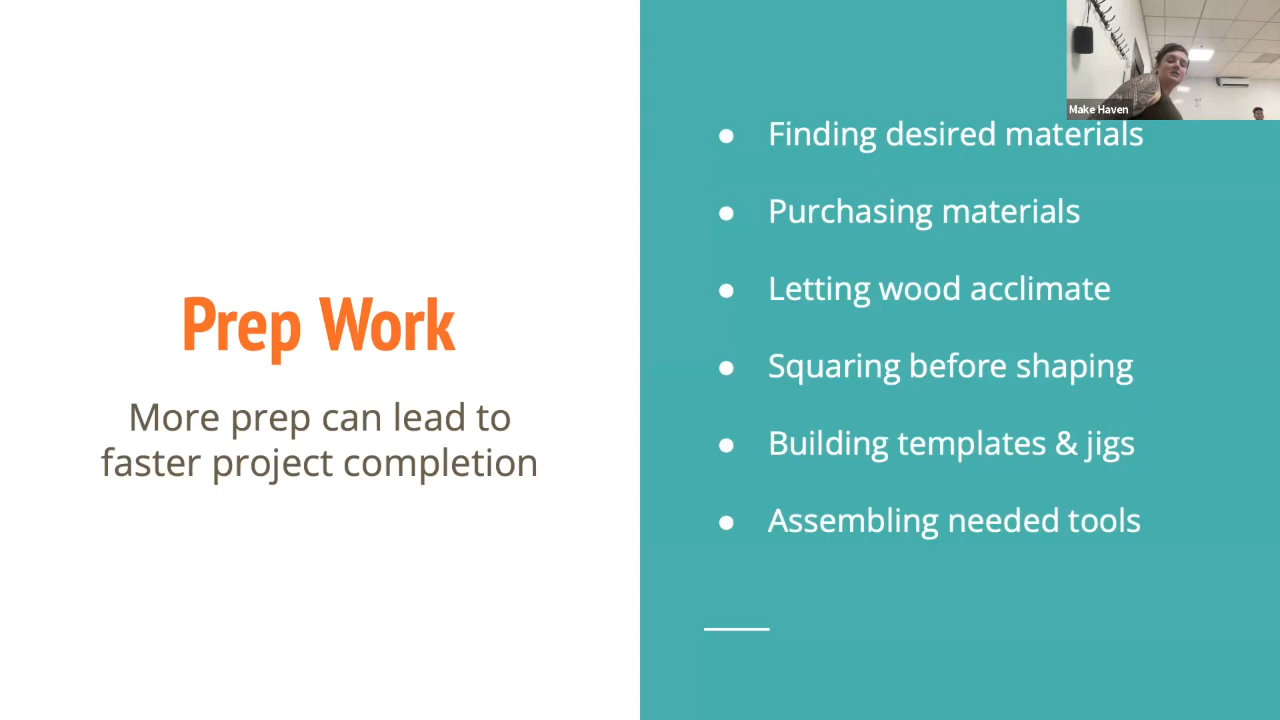 Prep Work
More prep can lead to
faster project completion
Make Haven
● Finding desired materials
● Purchasing materials
● Letting wood acclimate
● Squaring before shaping
● Building templates & jigs
● Assembling needed tools